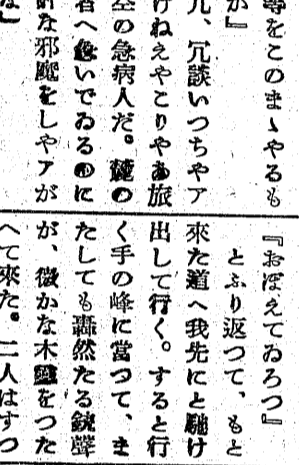 等をこのまゝやるも
か』
、冗談いつちやア
けねえやこりやあ旅
空の急病人だ。麓の
者へ急いでゐるのに
計な邪魔をしやアが
『おぼえてゐろつ』
とふり返つて、もと
來た道へ我先にと馳け
出して行く。すると行
く手の峰に當つて、ま
たしても轟然たる銃聲
が、微かな木靈をつた
へて來た。二人はすつ